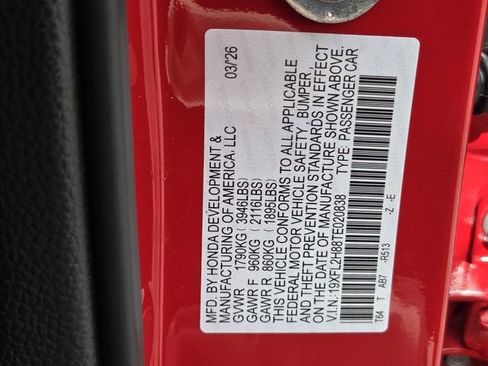 MFD. BY HONDA DEVELOPMENT & 03/26
MANUFACTURING OF AMERICA, LLC
GVWR 1790KG (3946LBS)
GAWR F 960KG (2116LBS)
GAWR R 860KG (1895LBS)
THIS VEHICLE CONFORMS TO ALL APPLICABLE
FEDERAL MOTOR VEHICLE SAFETY, BUMPER,
AND THEFT PREVENTION STANDARDS IN EFFECT
ON THE DATE OF MANUFACTURE SHOWN ABOVE.
V.I.N.: 19XFL2H88TE020838 TYPE: PASSENGER CAR
T64 T AB7 -R513 -Z -E